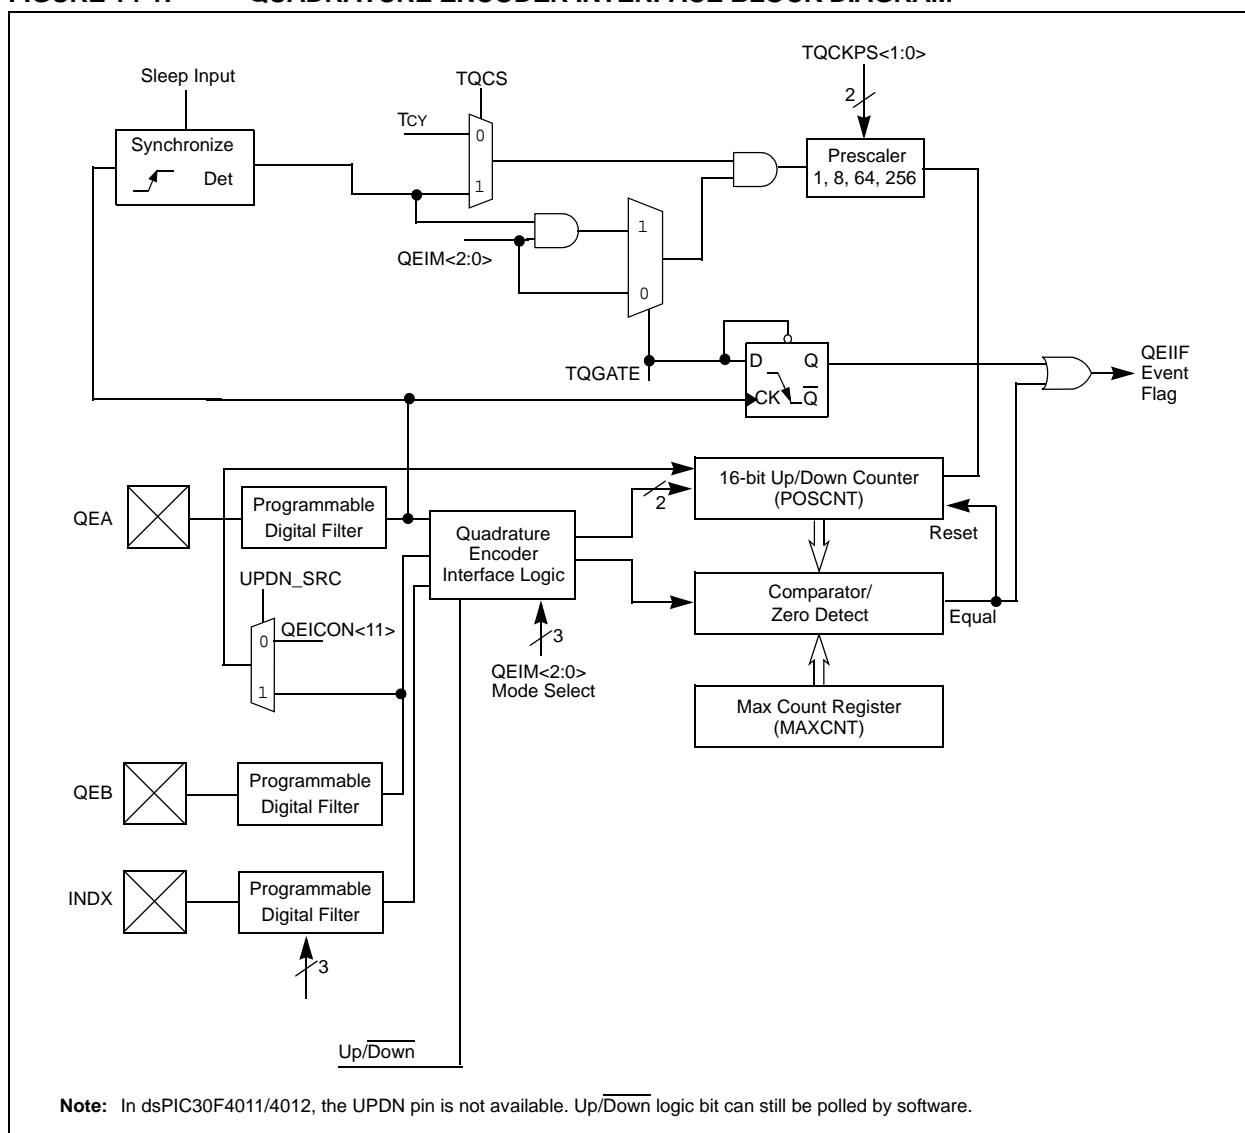 TQCKPS<1:0>
Sleep Input
TQCS
2
TCY
0
Synchronize
Det
1
Prescaler
1, 8, 64, 256
1
QEIM<2:0>
0
D Q
TQGATE
CK Q
QEIIF
Event
Flag
16-bit Up/Down Counter
(POSCNT)
2
QEA
Programmable
Digital Filter
Quadrature
Encoder
Interface Logic
Reset
UPDN_SRC
Comparator/
Zero Detect
Equal
0
QEICON<11>
1
3
QEIM<2:0>
Mode Select
Max Count Register
(MAXCNT)
QEB
Programmable
Digital Filter
INDX
Programmable
Digital Filter
3
Up/Down
Note: In dsPIC30F4011/4012, the UPDN pin is not available. Up/Down logic bit can still be polled by software.